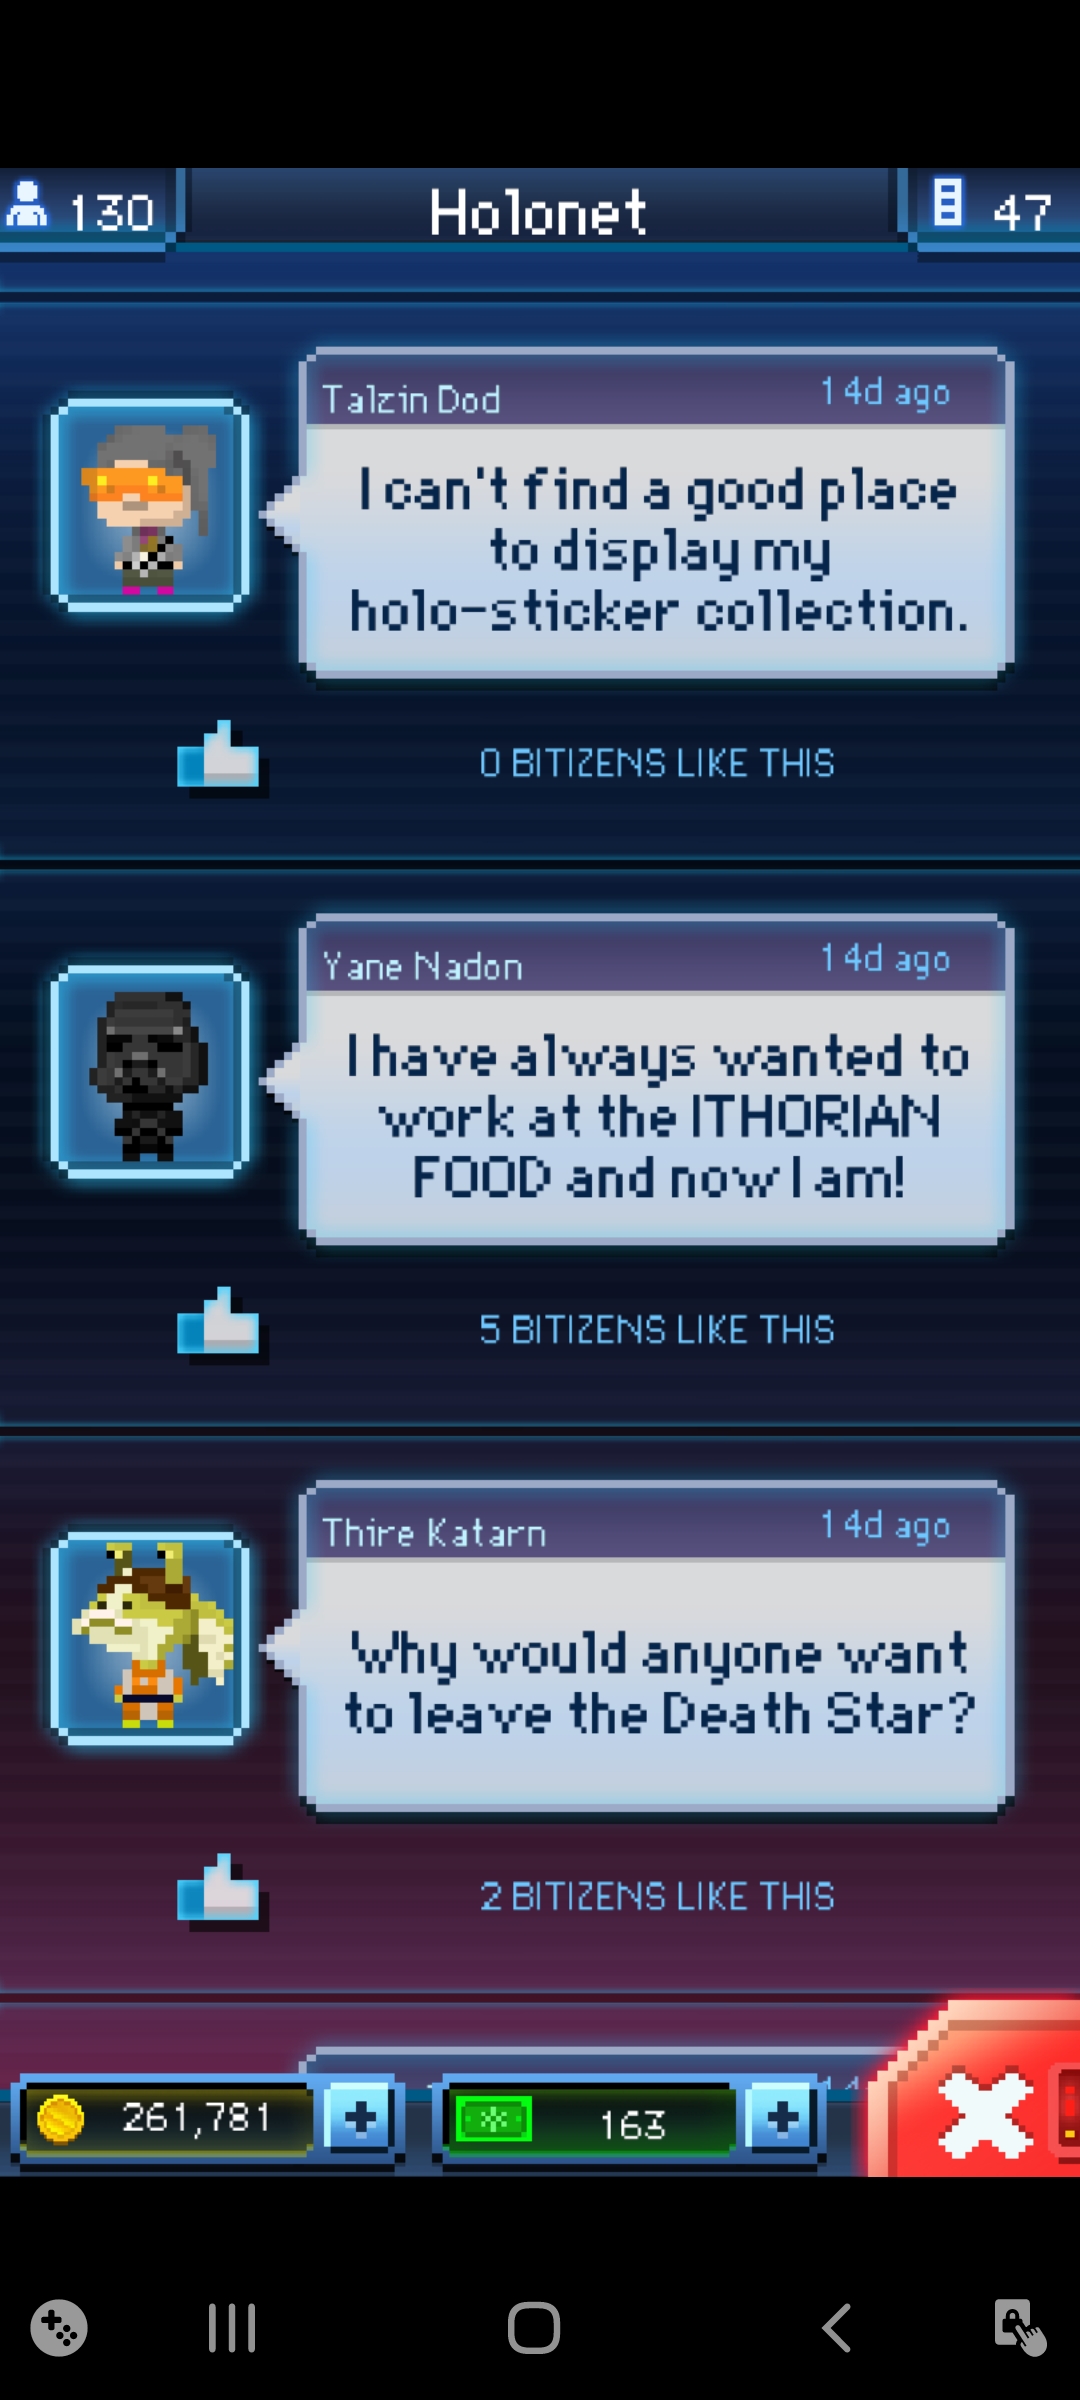 130
Holonet
47
Talzin Dod
14d ago
I can't find a good place
to display my
holo-sticker collection.
0 BITIZENS LIKE THIS
Yane Nadon
14d ago
I have always wanted to
work at the ITHORIAN
FOOD and now I am!
5 BITIZENS LIKE THIS
Thire Katarn
14d ago
Why would anyone want
to leave the Death Star?
2 BITIZENS LIKE THIS
261,781
163